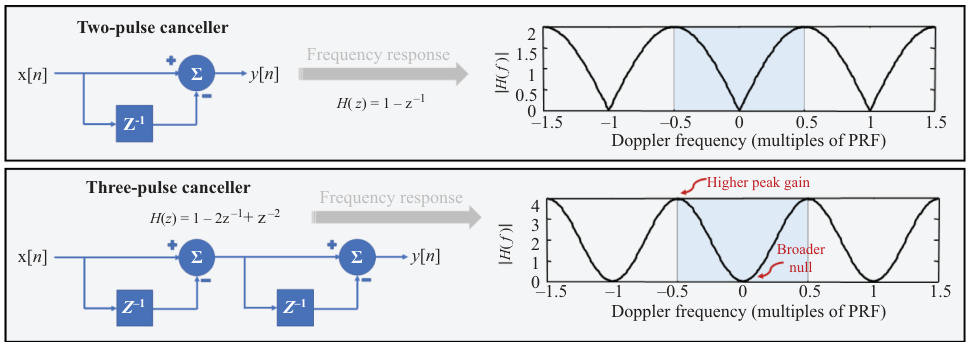 Two-pulse canceller
x[n]
+
Σ
−
y[n]
Z-1
Frequency response
H(z) = 1 – z–1
|H(f)|
2
1.5
1
0.5
0
–1.5
–1
–0.5
0
0.5
1
1.5
Doppler frequency (multiples of PRF)
Three-pulse canceller
H(z) = 1 – 2z–1 + z–2
x[n]
+
Σ
−
Z–1
+
Σ
−
Z–1
y[n]
Frequency response
Higher peak gain
Broader
null
|H(f)|
4
3
2
1
0
–1.5
–1
–0.5
0
0.5
1
1.5
Doppler frequency (multiples of PRF)